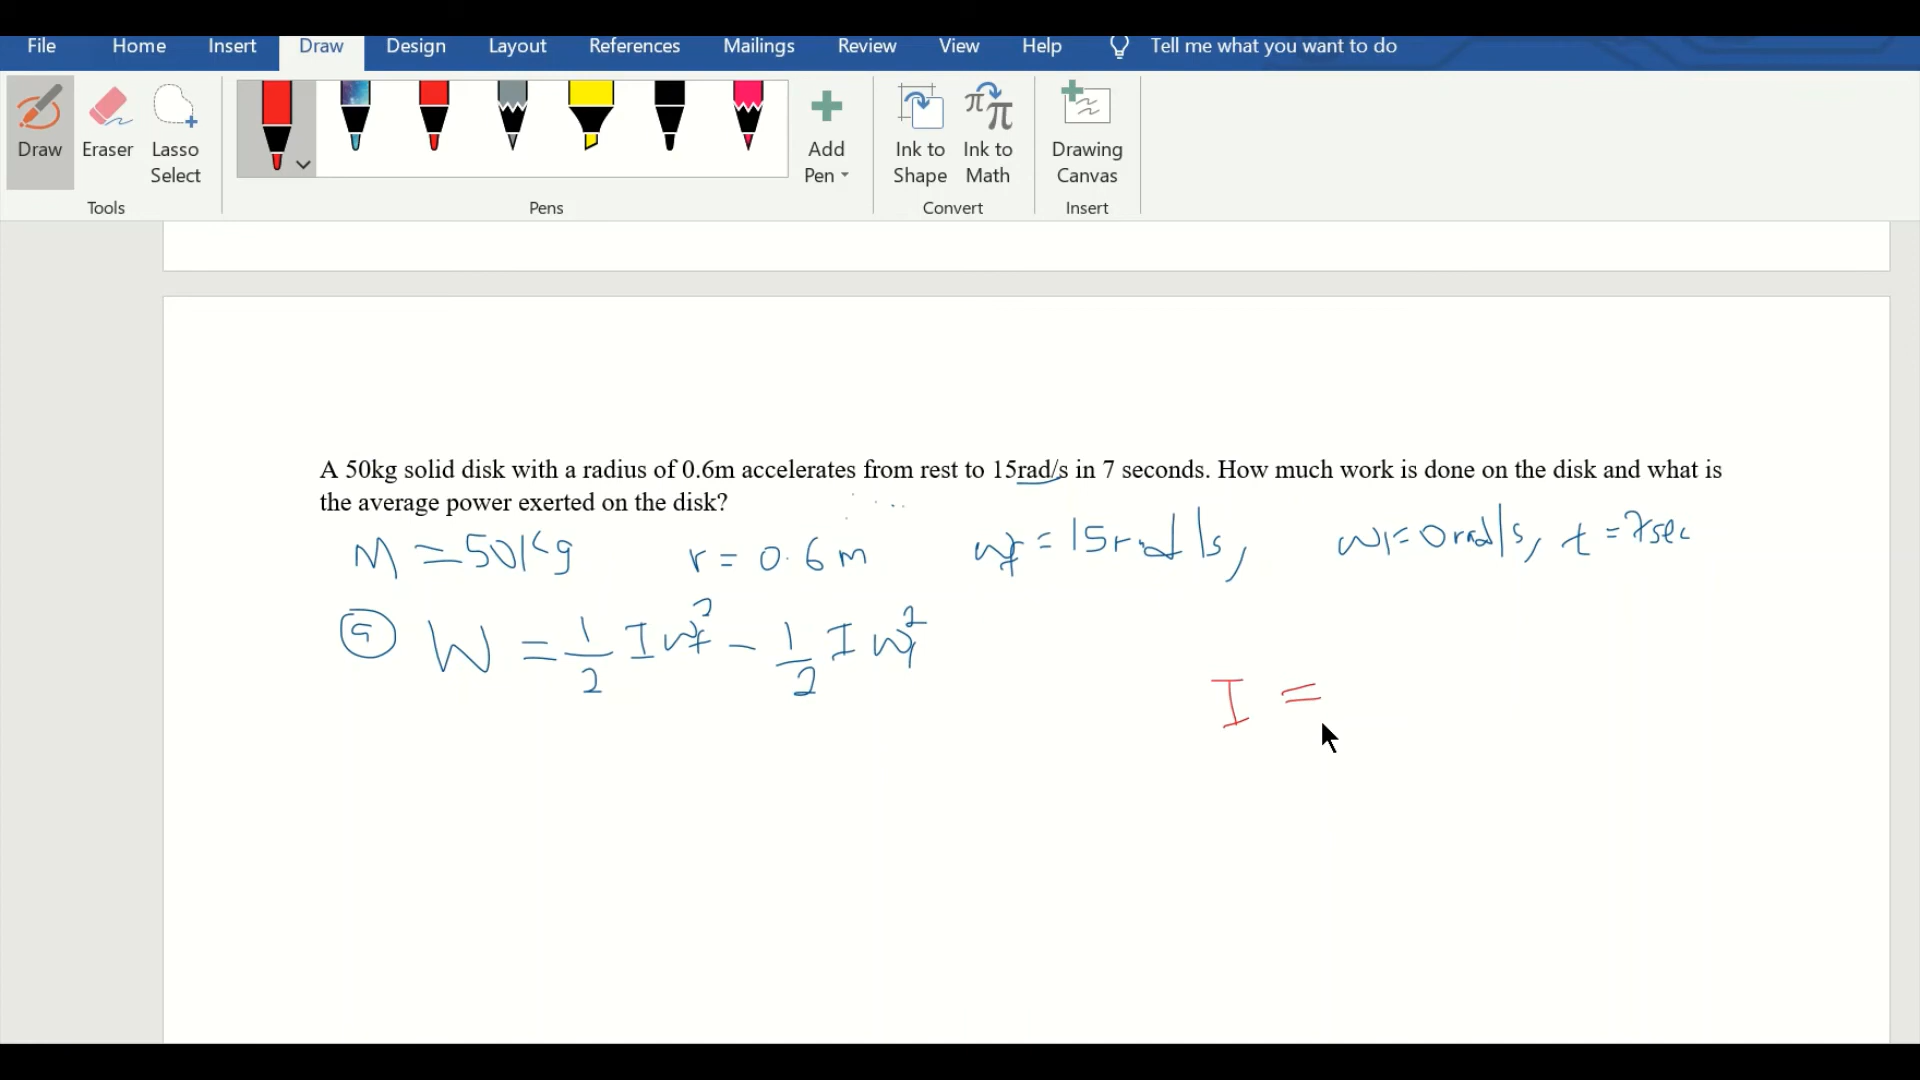 File Home Insert Draw Design Layout References Mailings Review View Help Tell me what you want to do
Draw Eraser Lasso Select Add Pen Ink to Shape Ink to Math Drawing Canvas
Tools Pens Convert Insert
A 50kg solid disk with a radius of 0.6m accelerates from rest to 15rad/s in 7 seconds. How much work is done on the disk and what is
the average power exerted on the disk?
M = 50kg r = 0.6m ωf = 15rad/s, ωi = 0rad/s, t = 7sec
W = 1/2 I ωf² - 1/2 I ωi²
I =